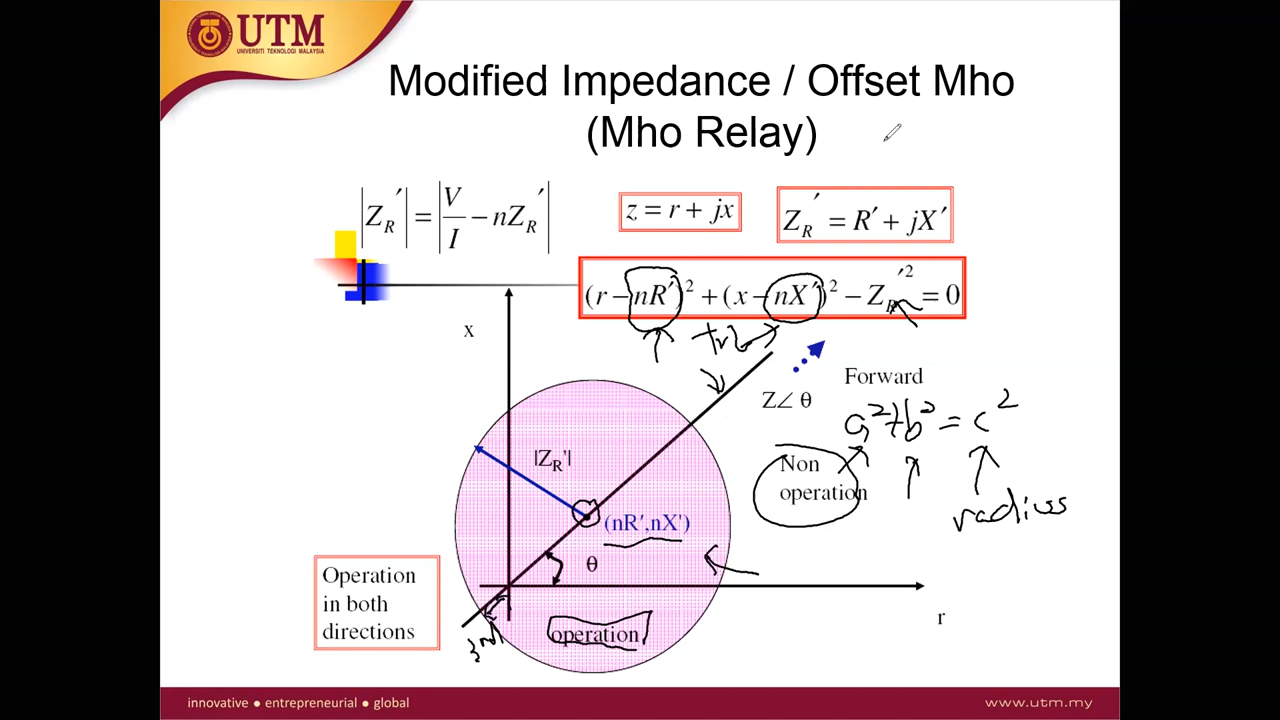 UTM
UNIVERSITI TEKNOLOGI MALAYSIA
Modified Impedance / Offset Mho
(Mho Relay)
|Z_R′| = |V/I − nZ_R′|
z = r + jx
Z_R′ = R′ + jX′
(r − nR′)² + (x − nX′)² − Z_R′² = 0
x
Forward
Z∠ θ
a² + b² = c²
|Z_R'|
Non
operation
radius
(nR′,nX')
θ
Operation
in both
directions
operation
r
3rd
innovative ● entrepreneurial ● global
www.utm.my